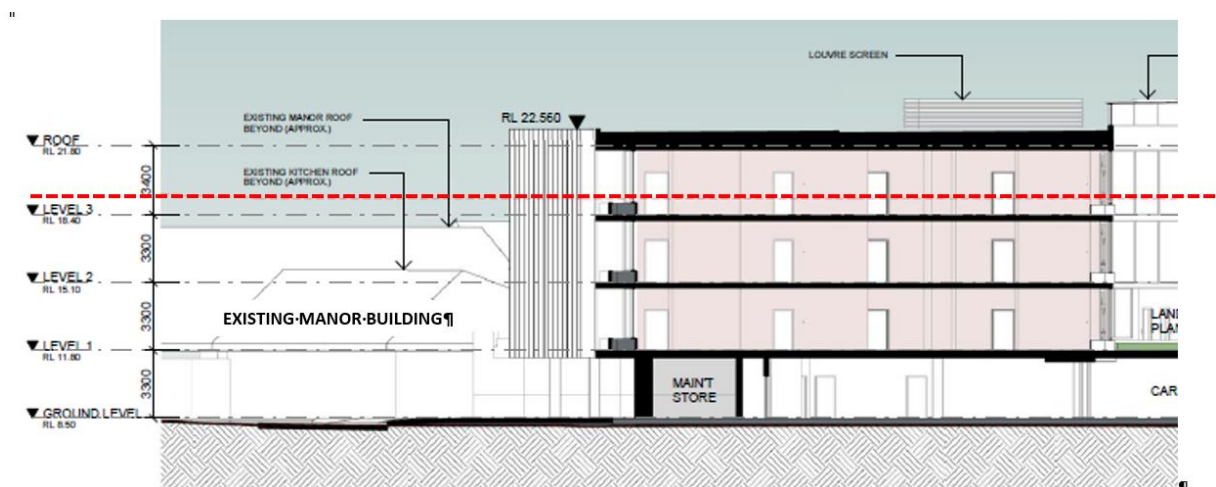 "
LOUVRE SCREEN
EXISTING MANOR ROOF
BEYOND (APPROX.)
RL 22.560
ROOF
RL 21.80
EXISTING KITCHEN ROOF
BEYOND (APPROX.)
3400
LEVEL 3
RL 18.40
3300
LEVEL 2
RL 15.10
EXISTING·MANOR·BUILDING¶
3300
LAND
PLAN
LEVEL 1
RL 11.80
3300
MAIN'T
STORE
CAR
GROUND LEVEL
RL 8.50
¶